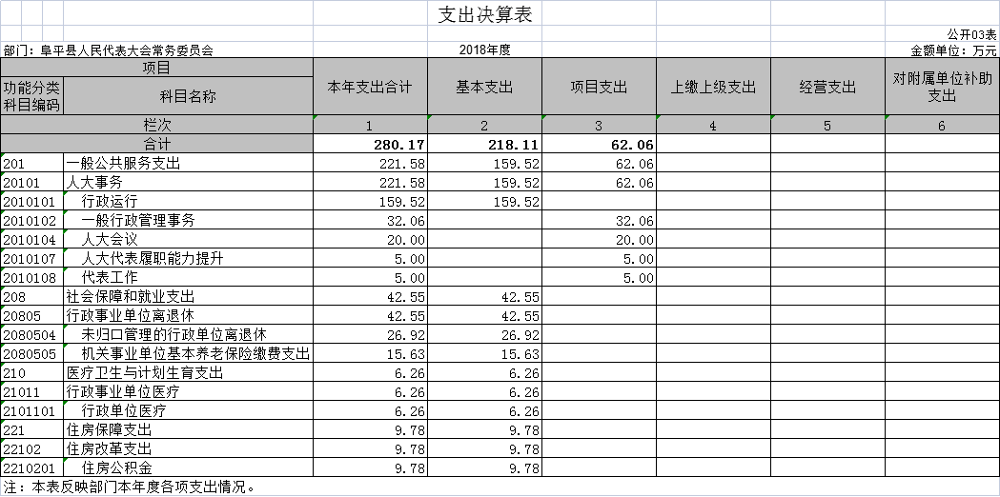 支出决算表
公开03表
部门：阜平县人民代表大会常务委员会 2018年度 金额单位：万元
项目 本年支出合计 基本支出 项目支出 上缴上级支出 经营支出 对附属单位补助支出
功能分类科目编码 科目名称
栏次 1 2 3 4 5 6
合计 280.17 218.11 62.06
201 一般公共服务支出 221.58 159.52 62.06
20101 人大事务 221.58 159.52 62.06
2010101 行政运行 159.52 159.52
2010102 一般行政管理事务 32.06 32.06
2010104 人大会议 20.00 20.00
2010107 人大代表履职能力提升 5.00 5.00
2010108 代表工作 5.00 5.00
208 社会保障和就业支出 42.55 42.55
20805 行政事业单位离退休 42.55 42.55
2080504 未归口管理的行政单位离退休 26.92 26.92
2080505 机关事业单位基本养老保险缴费支出 15.63 15.63
210 医疗卫生与计划生育支出 6.26 6.26
21011 行政事业单位医疗 6.26 6.26
2101101 行政单位医疗 6.26 6.26
221 住房保障支出 9.78 9.78
22102 住房改革支出 9.78 9.78
2210201 住房公积金 9.78 9.78
注：本表反映部门本年度各项支出情况。